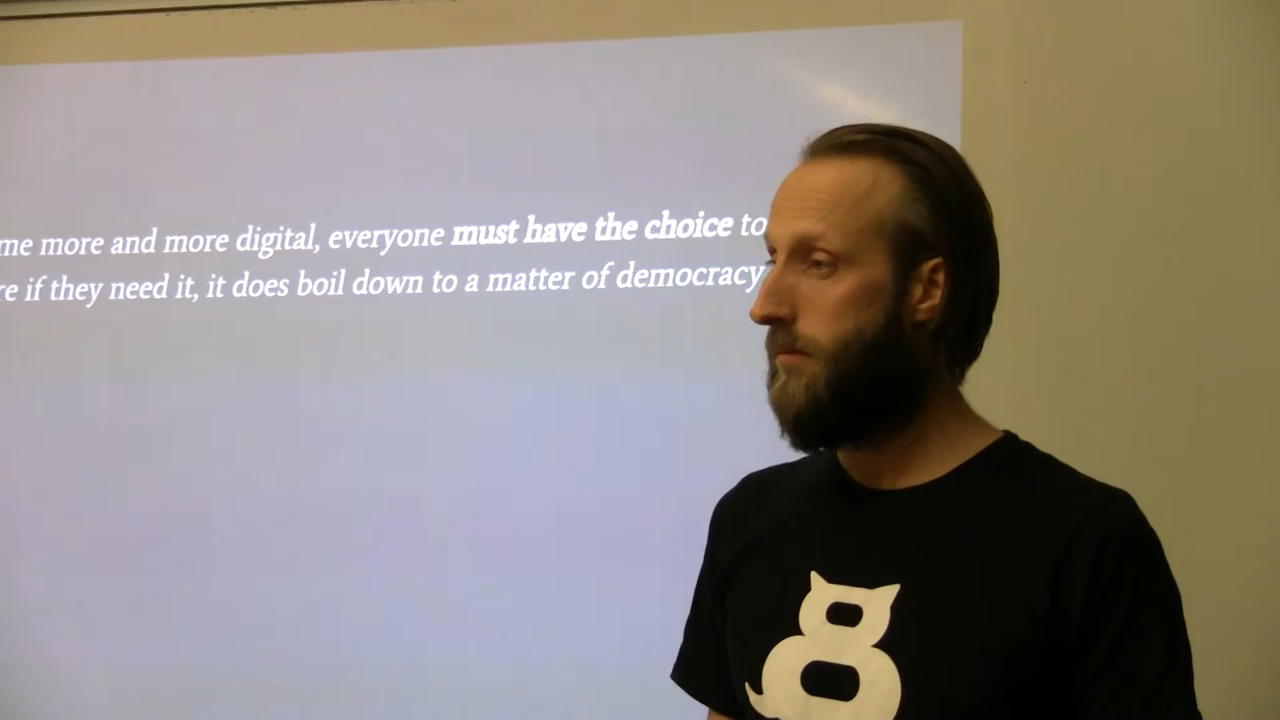 me more and more digital, everyone must have the choice to
re if they need it, it does boil down to a matter of democracy